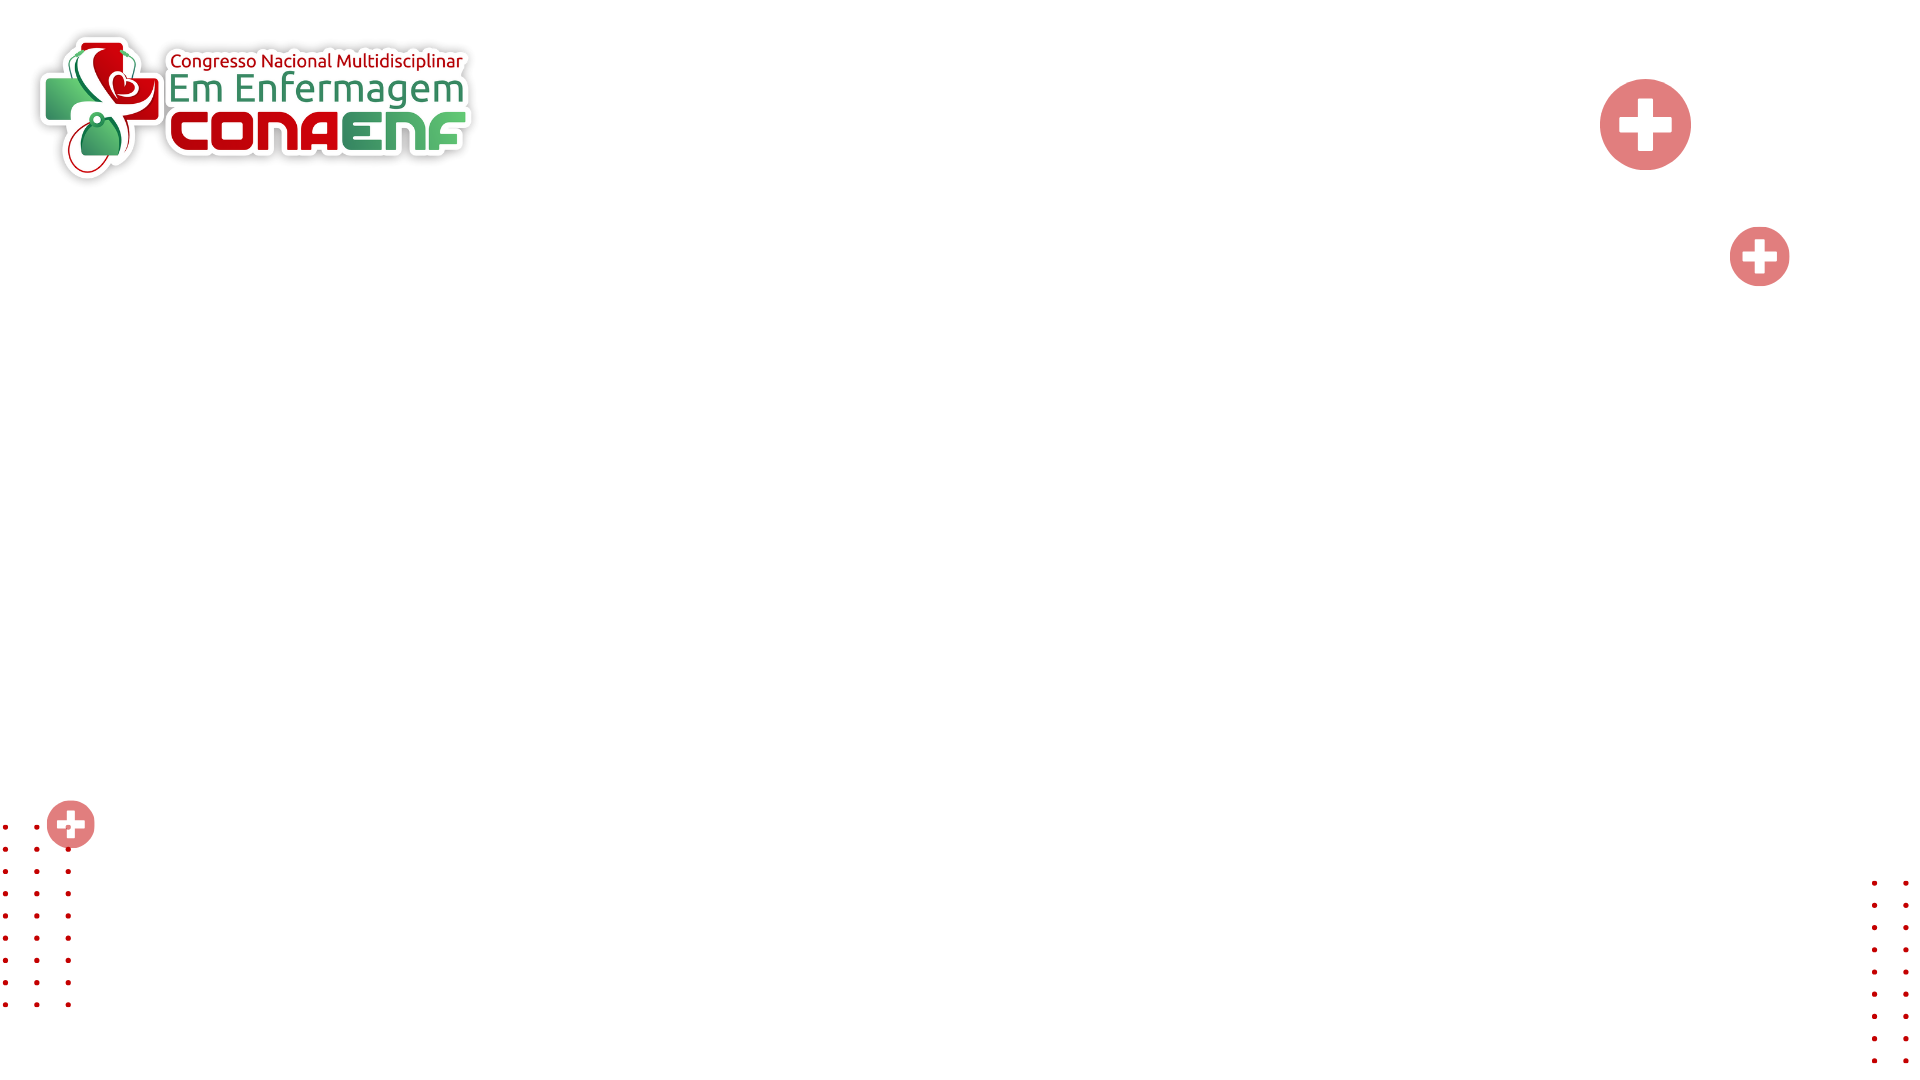 Congresso Nacional Multidisciplinar
Em Enfermagem
CONAENF